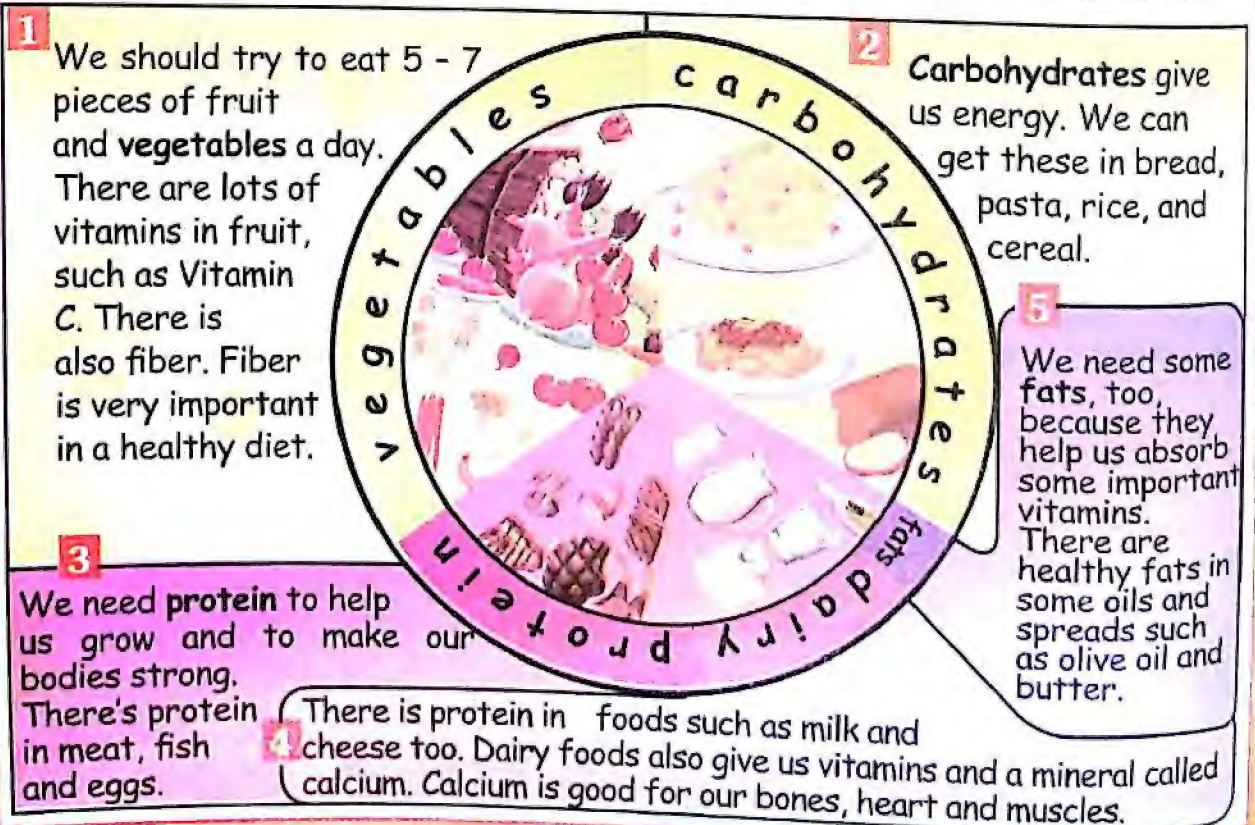 1
We should try to eat 5 - 7
pieces of fruit
and vegetables a day.
There are lots of
vitamins in fruit,
such as Vitamin
C. There is
also fiber. Fiber
is very important
in a healthy diet.
2
Carbohydrates give
us energy. We can
get these in bread,
pasta, rice, and
cereal.
vegetables
carbohydrates
fats
dairy
protein
5
We need some
fats, too,
because they
help us absorb
some important
vitamins.
There are
healthy fats in
some oils and
spreads such
as olive oil and
butter.
3
We need protein to help
us grow and to make our
bodies strong.
There's protein
in meat, fish
and eggs.
4
There is protein in foods such as milk and
cheese too. Dairy foods also give us vitamins and a mineral called
calcium. Calcium is good for our bones, heart and muscles.